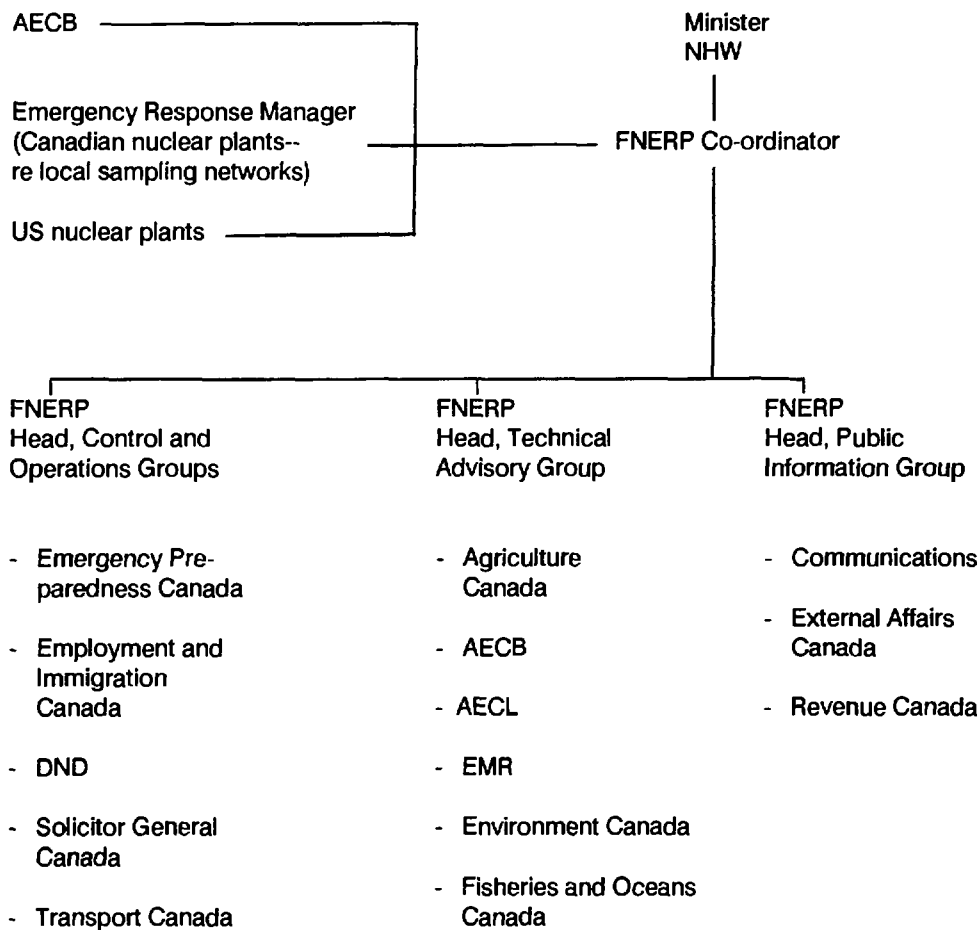 AECB
Minister
NHW
Emergency Response Manager
(Canadian nuclear plants--
re local sampling networks)
FNERP Co-ordinator
US nuclear plants
FNERP
Head, Control and
Operations Groups
FNERP
Head, Technical
Advisory Group
FNERP
Head, Public
Information Group
- Emergency Pre-
paredness Canada
- Employment and
Immigration
Canada
- DND
- Solicitor General
Canada
- Transport Canada
- Agriculture
Canada
- AECB
- AECL
- EMR
- Environment Canada
- Fisheries and Oceans
Canada
- Communications
- External Affairs
Canada
- Revenue Canada